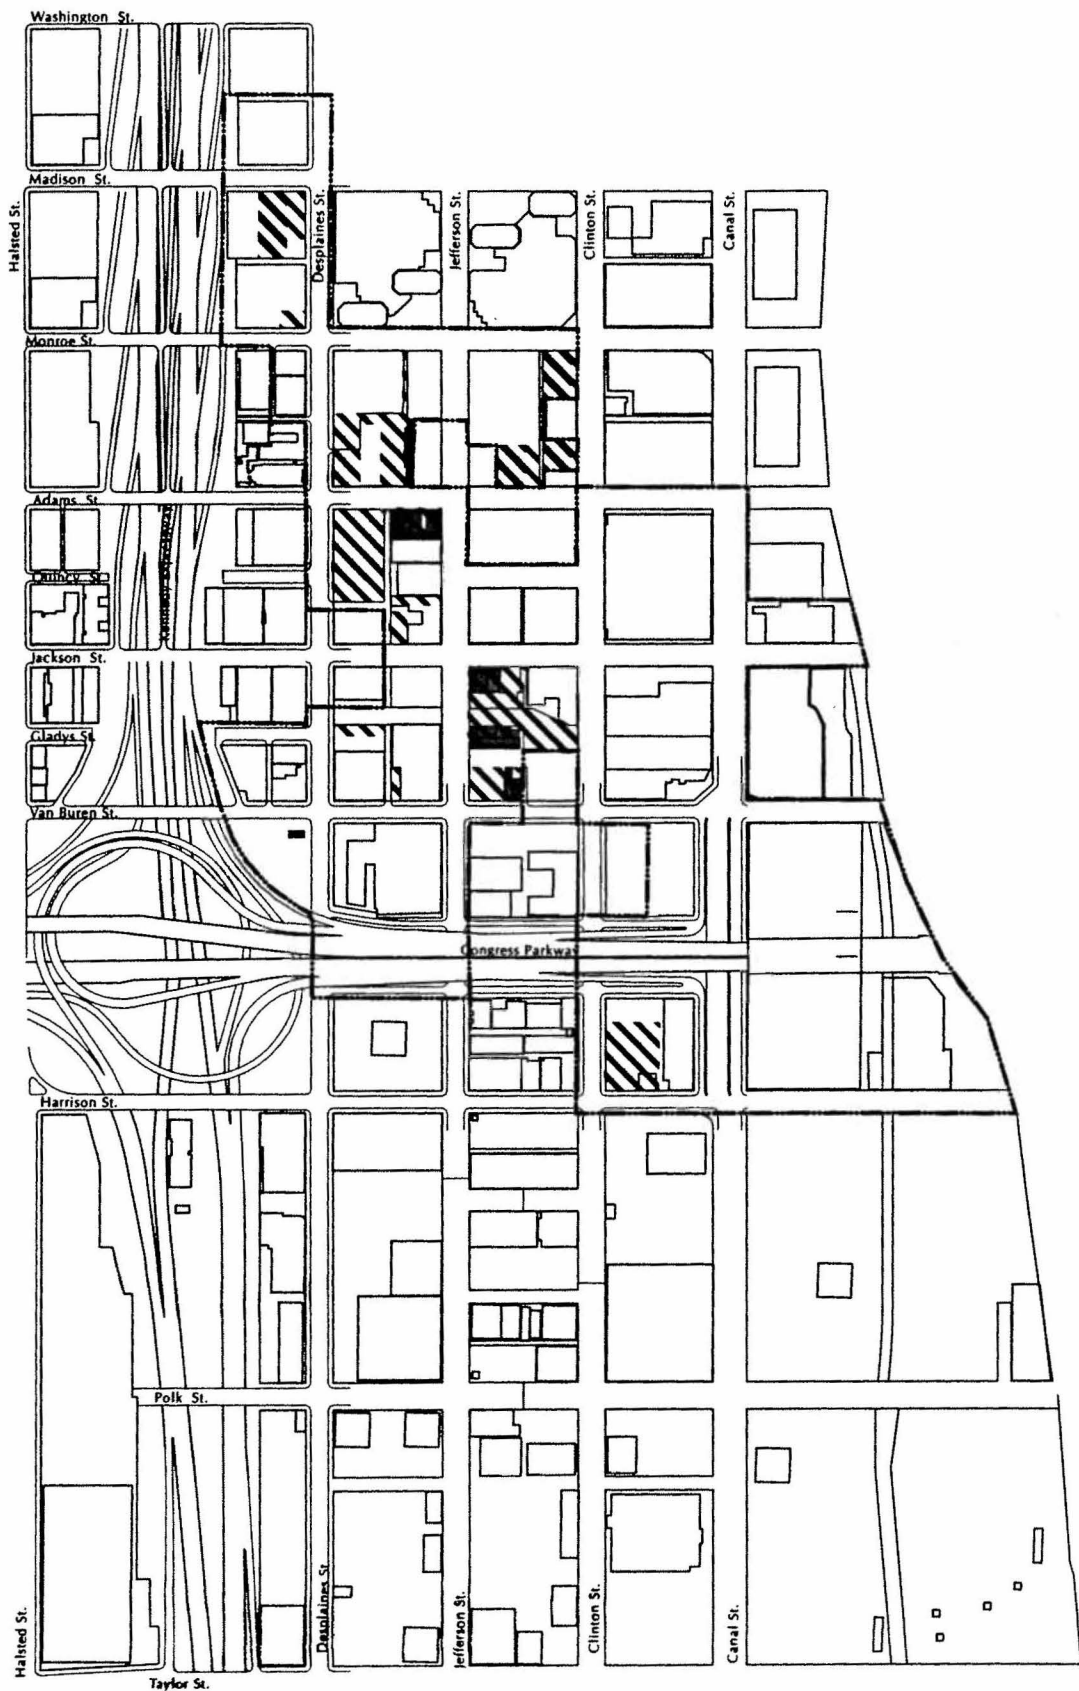 Washington St.
Madison St.
Halsted St.
Desplaines St.
Jefferson St.
Clinton St.
Canal St.
Monroe St.
Adams St.
Kennedy Expressway
Quincy St.
Jackson St.
Gladys St.
Van Buren St.
Congress Parkway
Harrison St.
Polk St.
Halsted St.
Desplaines St.
Jefferson St.
Clinton St.
Canal St.
Taylor St.